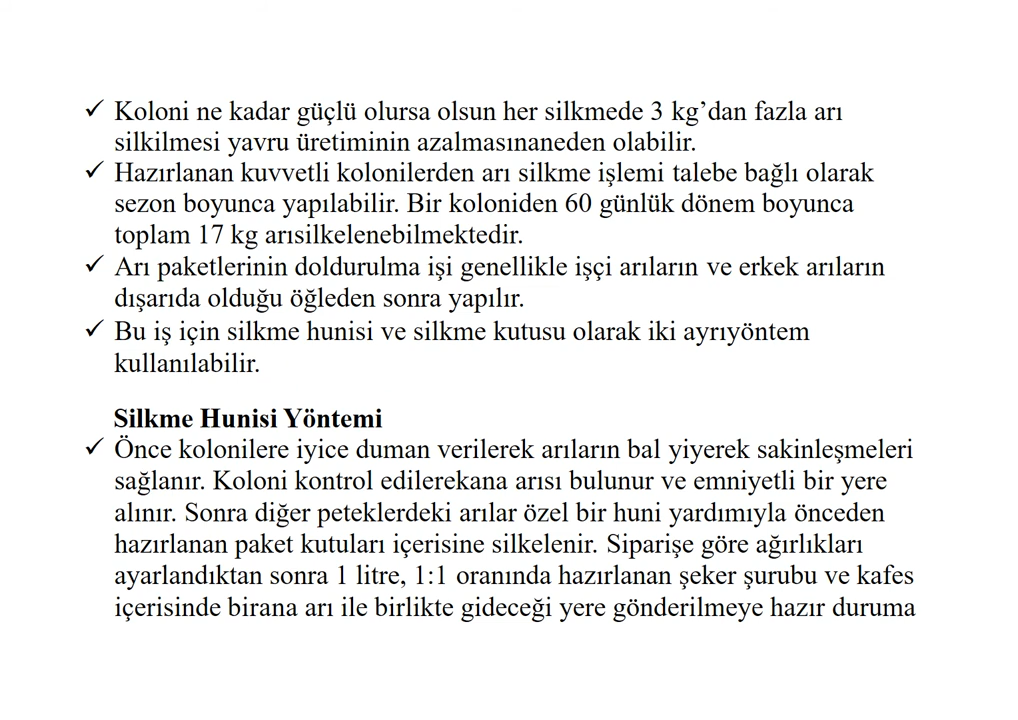 ✓ Koloni ne kadar güçlü olursa olsun her silkmede 3 kg’dan fazla arı
silkilmesi yavru üretiminin azalmasınaneden olabilir.
✓ Hazırlanan kuvvetli kolonilerden arı silkme işlemi talebe bağlı olarak
sezon boyunca yapılabilir. Bir koloniden 60 günlük dönem boyunca
toplam 17 kg arısilkelenebilmektedir.
✓ Arı paketlerinin doldurulma işi genellikle işçi arıların ve erkek arıların
dışarıda olduğu öğleden sonra yapılır.
✓ Bu iş için silkme hunisi ve silkme kutusu olarak iki ayrıyöntem
kullanılabilir.
Silkme Hunisi Yöntemi
✓ Önce kolonilere iyice duman verilerek arıların bal yiyerek sakinleşmeleri
sağlanır. Koloni kontrol edilerekana arısı bulunur ve emniyetli bir yere
alınır. Sonra diğer peteklerdeki arılar özel bir huni yardımıyla önceden
hazırlanan paket kutuları içerisine silkelenir. Siparişe göre ağırlıkları
ayarlandıktan sonra 1 litre, 1:1 oranında hazırlanan şeker şurubu ve kafes
içerisinde birana arı ile birlikte gideceği yere gönderilmeye hazır duruma